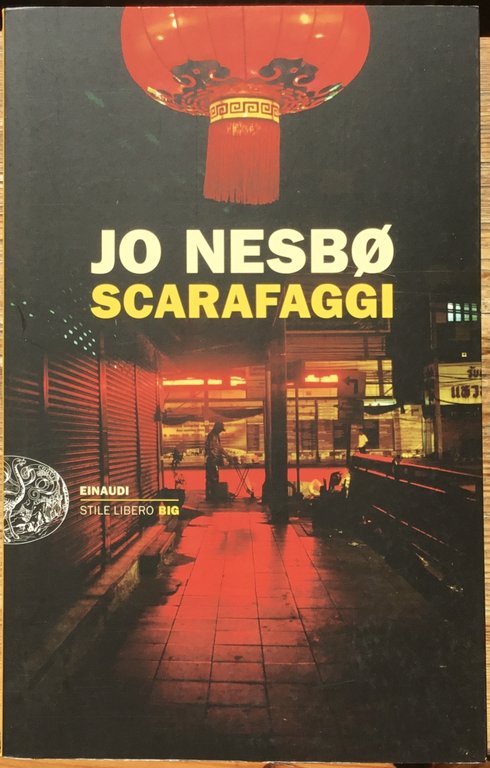 JO NESBØ
SCARAFAGGI
EINAUDI
STILE LIBERO BIG